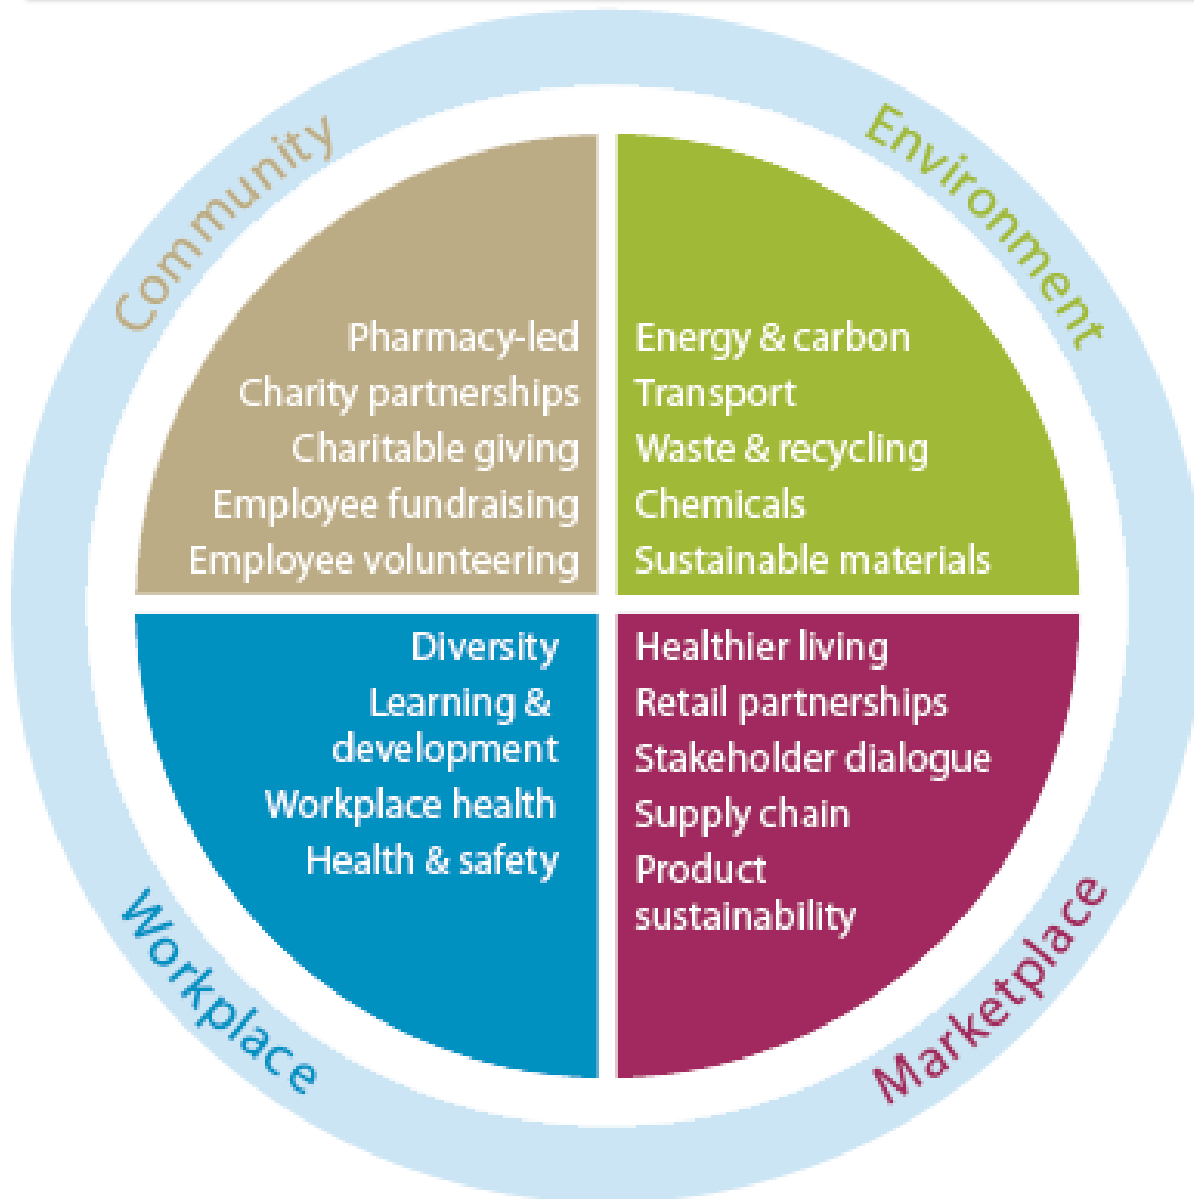 Community
Pharmacy-led
Charity partnerships
Charitable giving
Employee fundraising
Employee volunteering
Environment
Energy & carbon
Transport
Waste & recycling
Chemicals
Sustainable materials
Workplace
Diversity
Learning &
development
Workplace health
Health & safety
Marketplace
Healthier living
Retail partnerships
Stakeholder dialogue
Supply chain
Product
sustainability